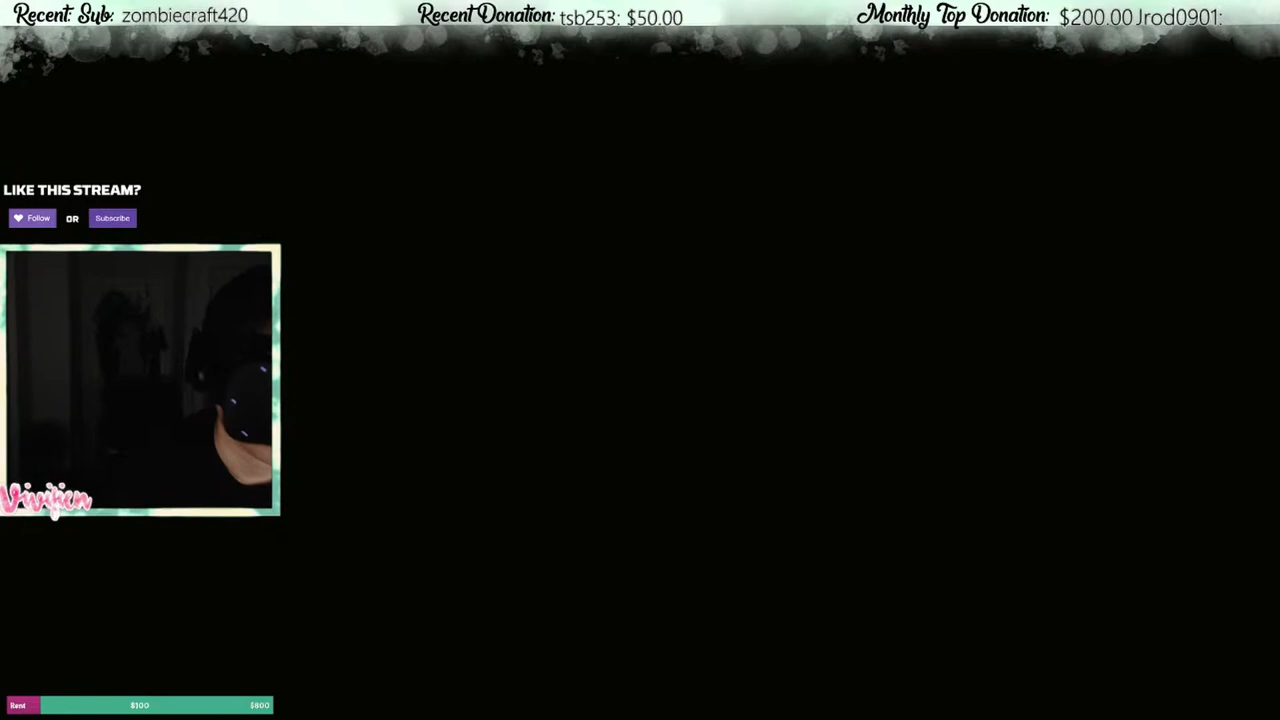 Recent Sub: zombiecraft420
Recent Donation: tsb253: $50.00
Monthly Top Donation: $200.00 Jrod0901:
LIKE THIS STREAM?
Follow OR Subscribe
Rent $100 $800